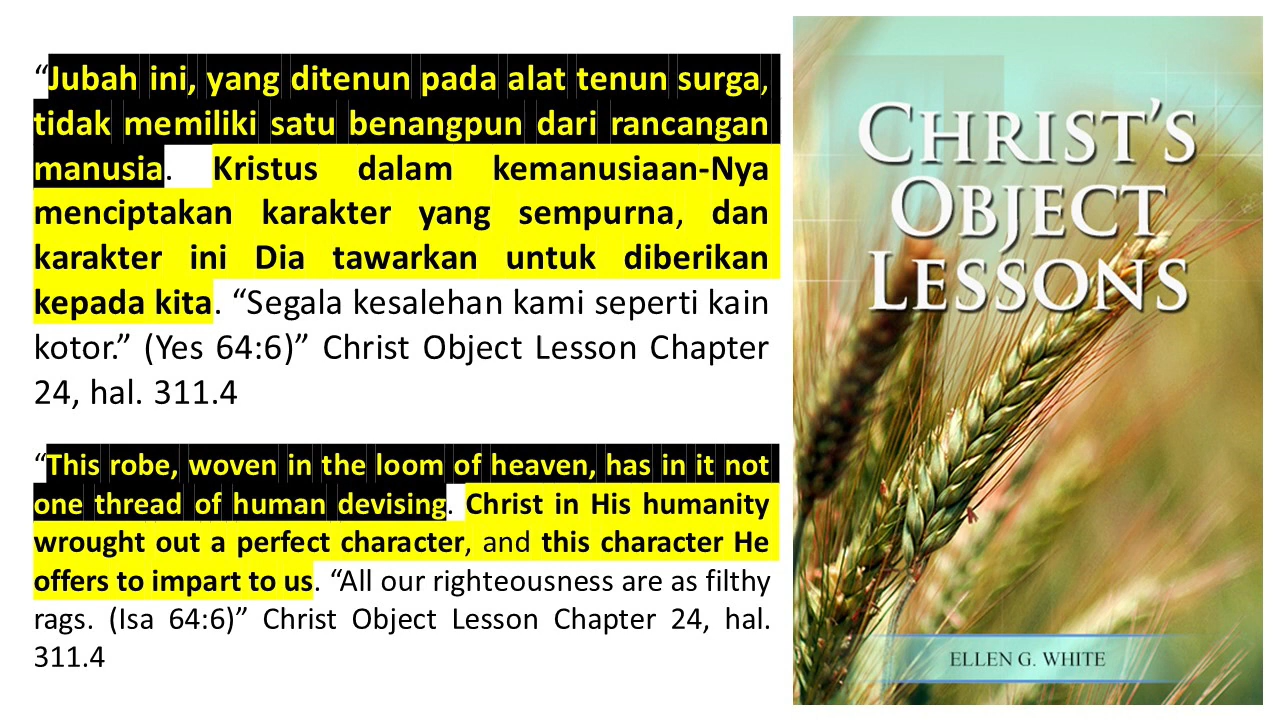 “Jubah ini, yang ditenun pada alat tenun surga,
tidak memiliki satu benangpun dari rancangan
manusia. Kristus dalam kemanusiaan-Nya
menciptakan karakter yang sempurna, dan
karakter ini Dia tawarkan untuk diberikan
kepada kita. “Segala kesalehan kami seperti kain
kotor.” (Yes 64:6)” Christ Object Lesson Chapter
24, hal. 311.4
“This robe, woven in the loom of heaven, has in it not
one thread of human devising. Christ in His humanity
wrought out a perfect character, and this character He
offers to impart to us. “All our righteousness are as filthy
rags. (Isa 64:6)” Christ Object Lesson Chapter 24, hal.
311.4
CHRIST’S
OBJECT
LESSONS
ELLEN G. WHITE